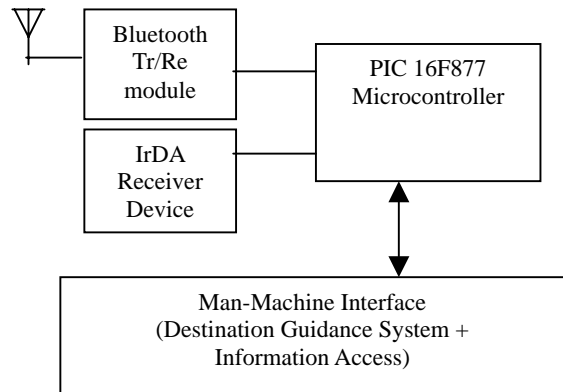 Bluetooth
Tr/Re
module
PIC 16F877
Microcontroller
IrDA
Receiver
Device
Man-Machine Interface
(Destination Guidance System +
Information Access)